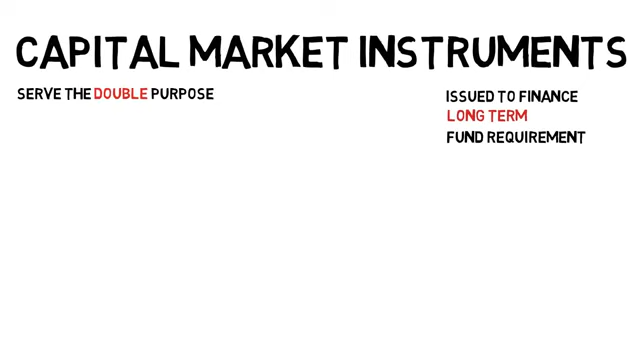 CAPITAL MARKET INSTRUMENTS
SERVE THE DOUBLE PURPOSE
ISSUED TO FINANCE
LONG TERM
FUND REQUIREMENT